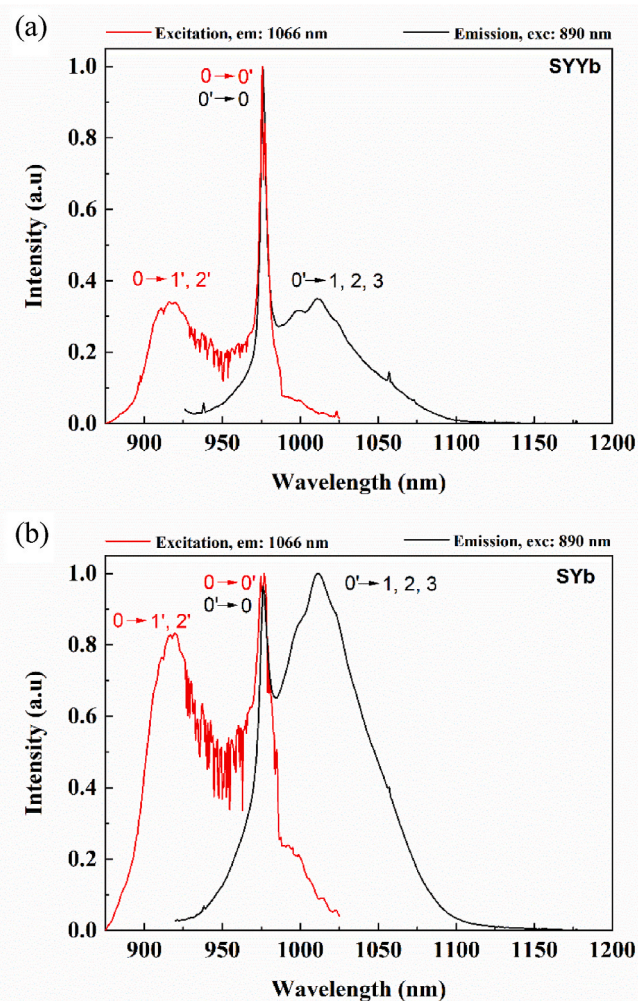 (a)
Excitation, em: 1066 nm Emission, exc: 890 nm
SYYb
0→0'
0'→0
0→1', 2'
0'→1, 2, 3
Intensity (a.u)
1.0
0.8
0.6
0.4
0.2
0.0
900 950 1000 1050 1100 1150 1200
Wavelength (nm)
(b)
Excitation, em: 1066 nm Emission, exc: 890 nm
SYb
0→0'
0'→0
0'→1, 2, 3
0→1', 2'
Intensity (a.u)
1.0
0.8
0.6
0.4
0.2
0.0
900 950 1000 1050 1100 1150 1200
Wavelength (nm)